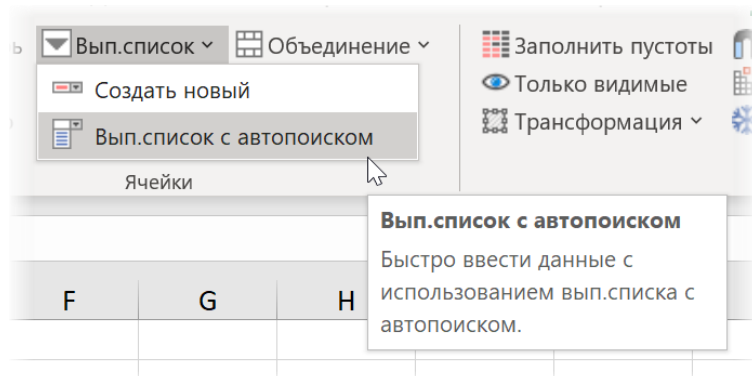 Вып.список Объединение Заполнить пустоты
Создать новый Только видимые
Вып.список с автопоиском Трансформация
Ячейки
Вып.список с автопоиском
Быстро ввести данные с
использованием вып.списка с
автопоиском.
F G H